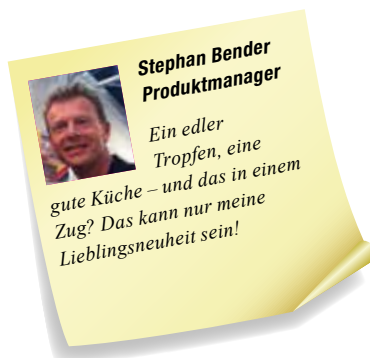 Stephan Bender
Produktmanager
Ein edler
Tropfen, eine
gute Küche – und das in einem
Zug? Das kann nur meine
Lieblingsneuheit sein!